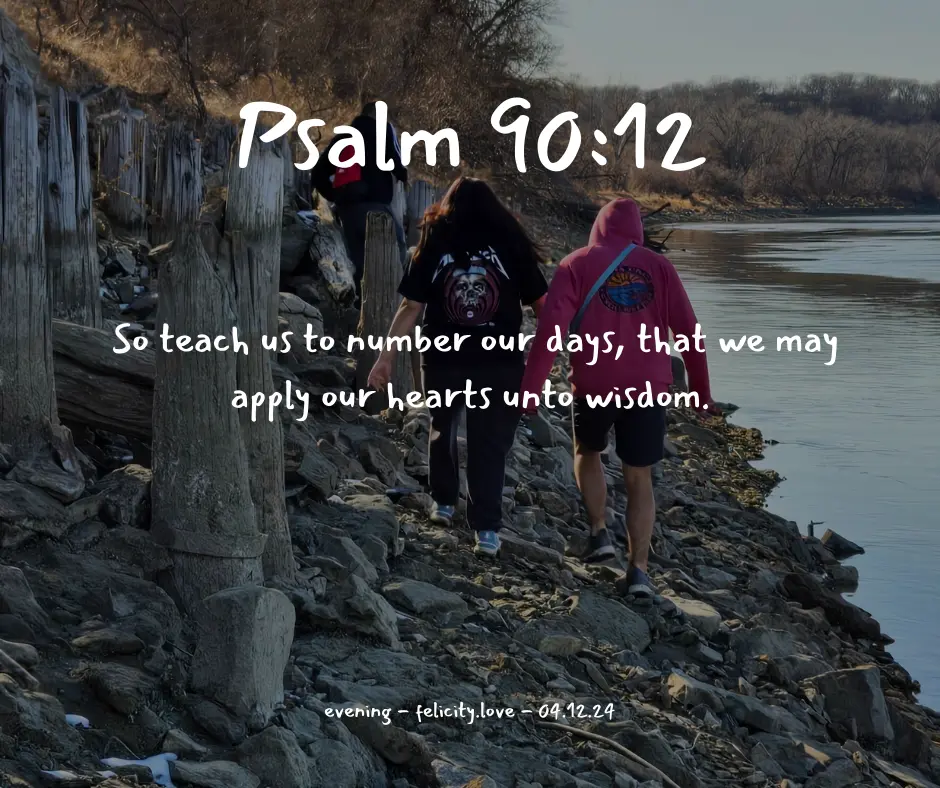 Psalm 90:12
So teach us to number our days, that we may
apply our hearts unto wisdom.
evening - felicity.love - 04.12.24